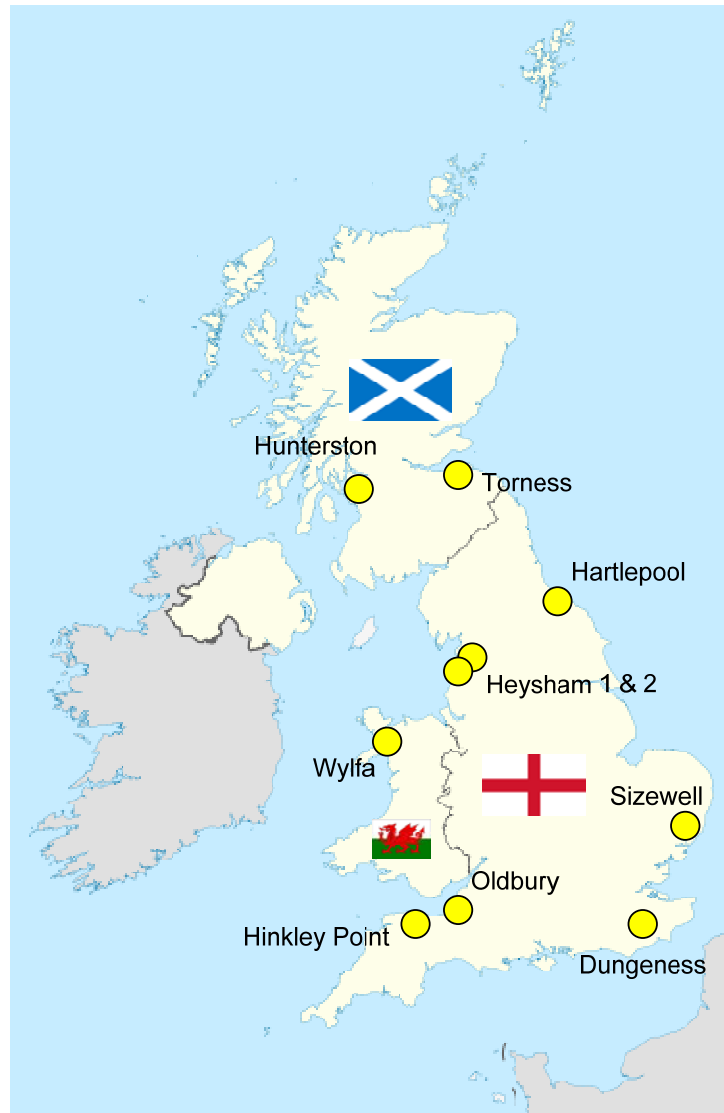 Hunterston
Torness
Hartlepool
Heysham 1 & 2
Wylfa
Sizewell
Oldbury
Hinkley Point
Dungeness